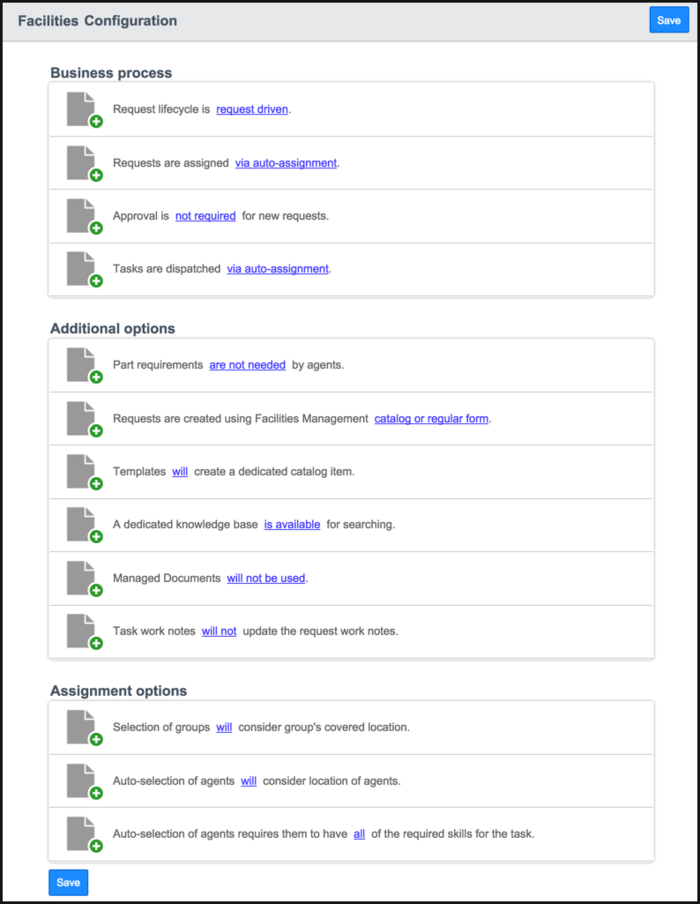 Facilities Configuration
Save
Business process
Request lifecycle is request driven.
Requests are assigned via auto-assignment.
Approval is not required for new requests.
Tasks are dispatched via auto-assignment.
Additional options
Part requirements are not needed by agents.
Requests are created using Facilities Management catalog or regular form.
Templates will create a dedicated catalog item.
A dedicated knowledge base is available for searching.
Managed Documents will not be used.
Task work notes will not update the request work notes.
Assignment options
Selection of groups will consider group's covered location.
Auto-selection of agents will consider location of agents.
Auto-selection of agents requires them to have all of the required skills for the task.
Save